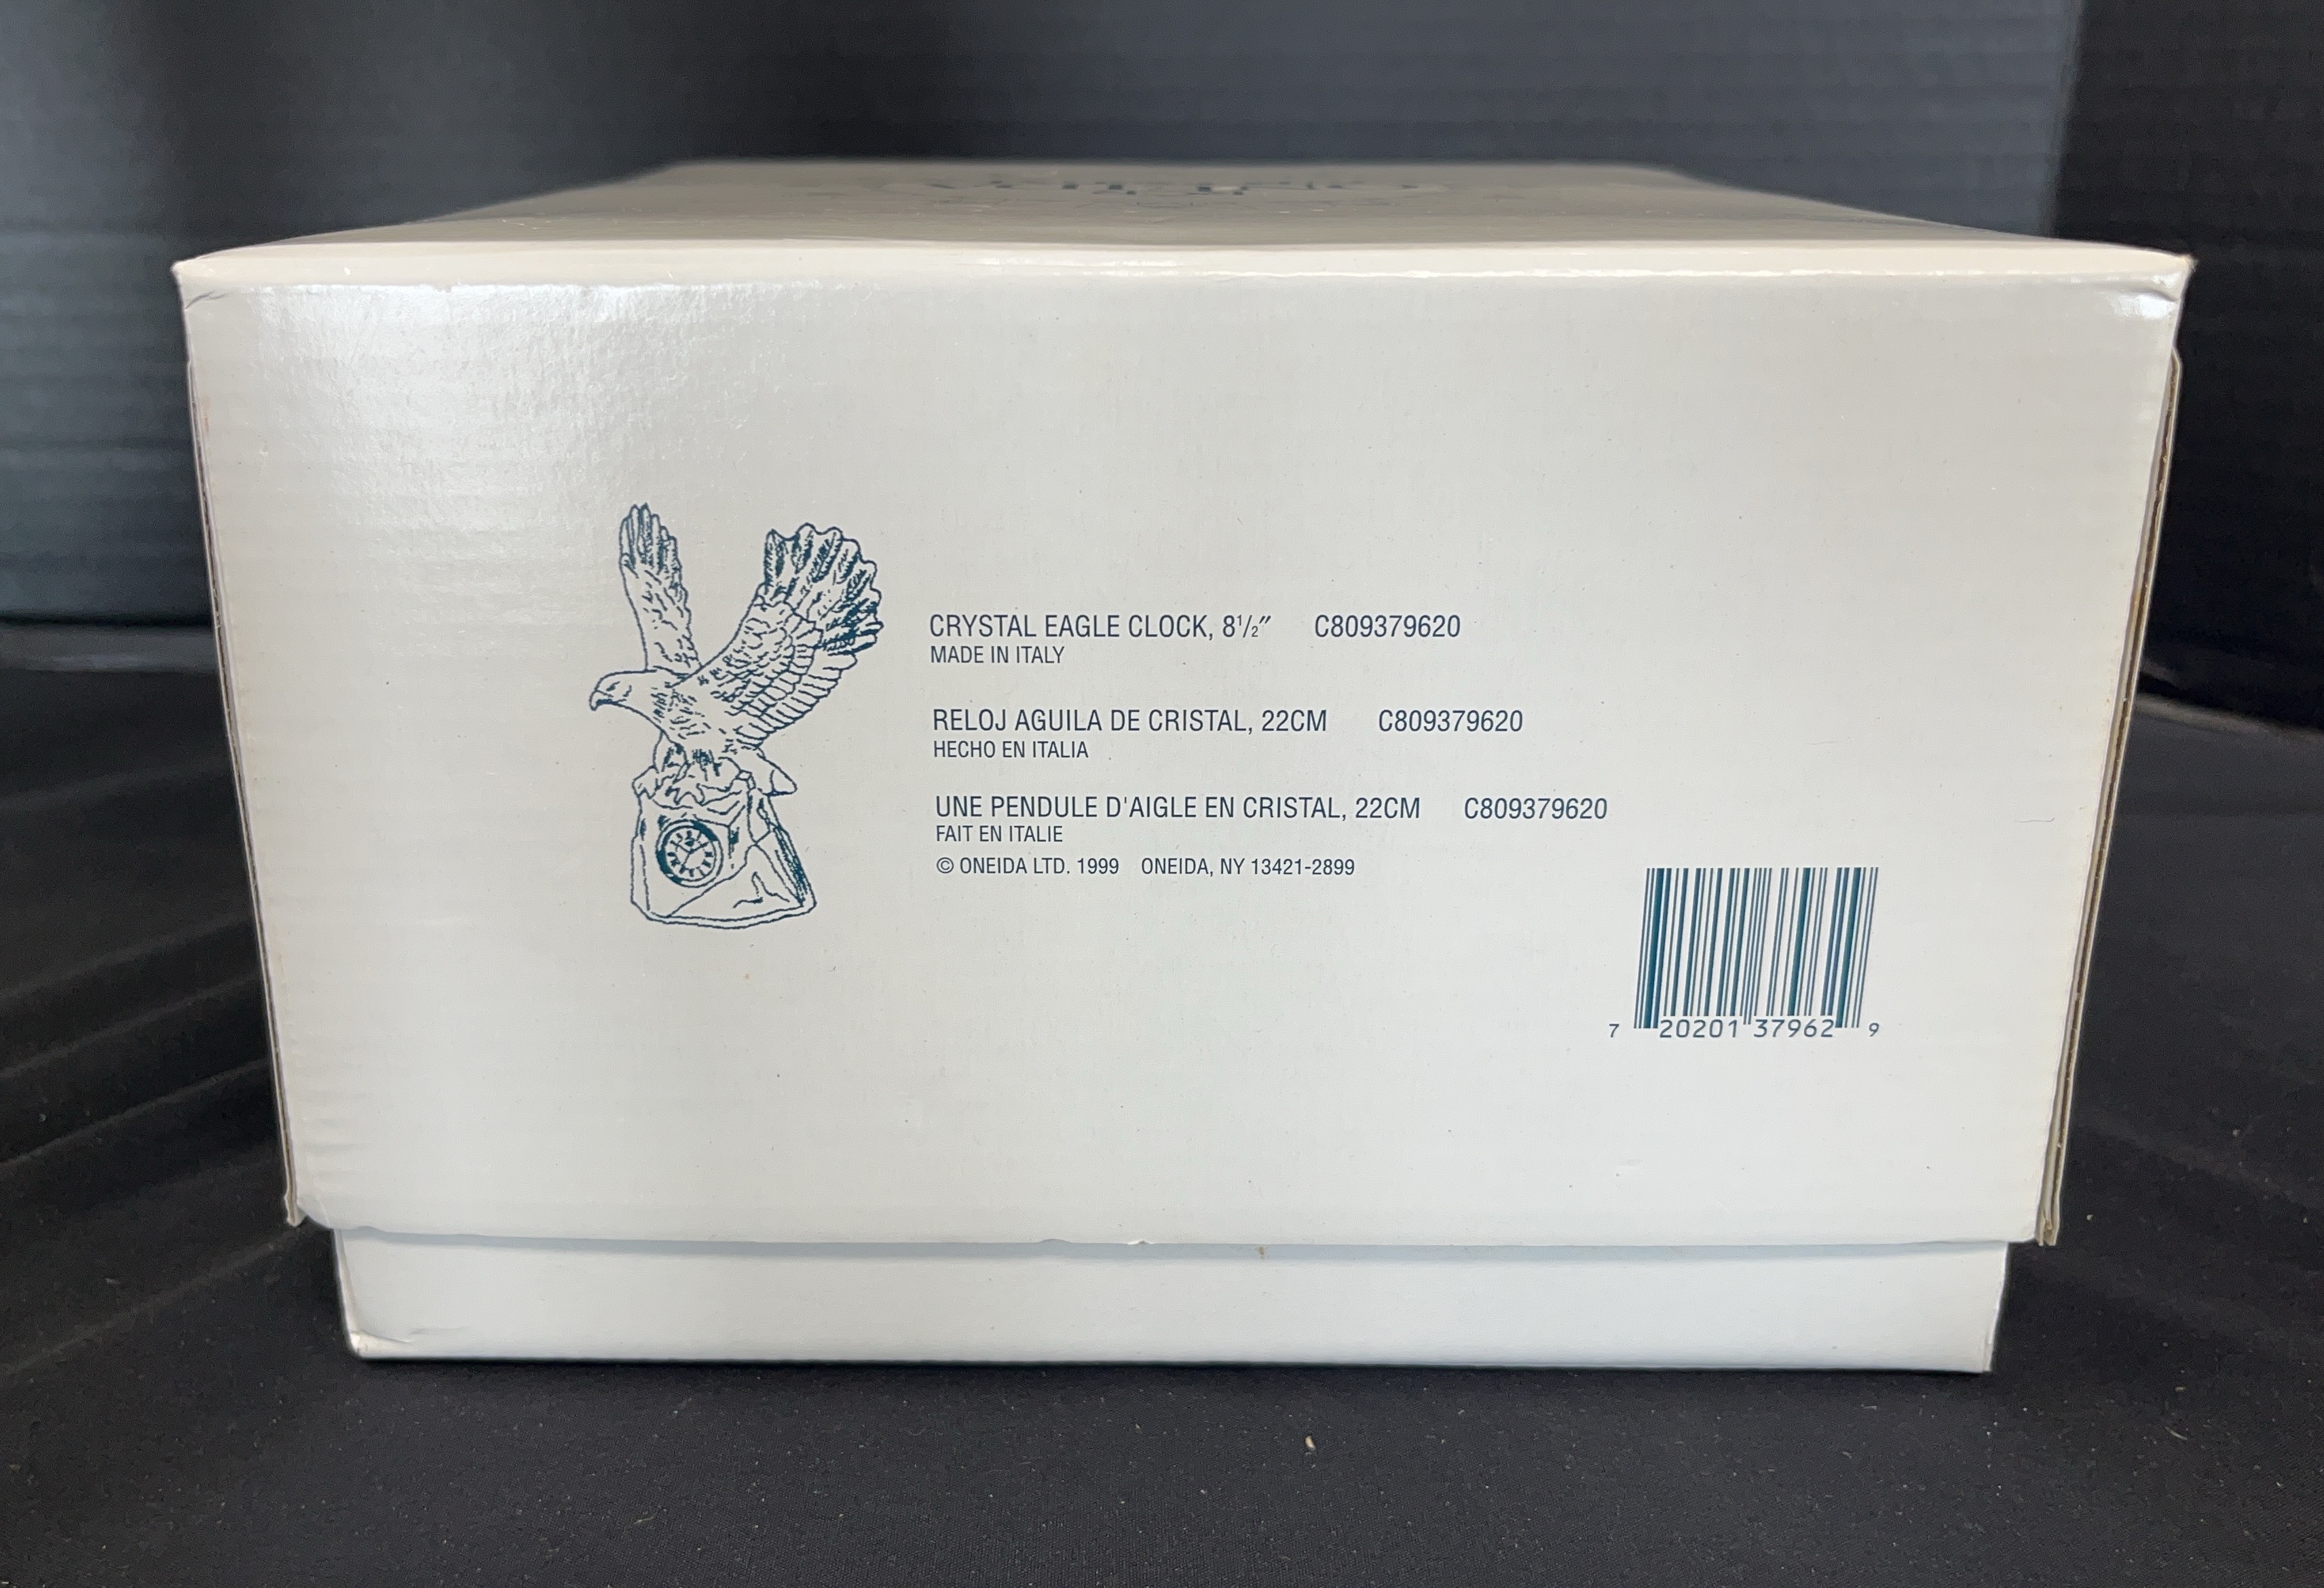 CRYSTAL EAGLE CLOCK, 8½″ C809379620
MADE IN ITALY
RELOJ AGUILA DE CRISTAL, 22CM C809379620
HECHO EN ITALIA
UNE PENDULE D'AIGLE EN CRISTAL, 22CM C809379620
FAIT EN ITALIE
© ONEIDA LTD. 1999 ONEIDA, NY 13421-2899
7 20201 37962 9